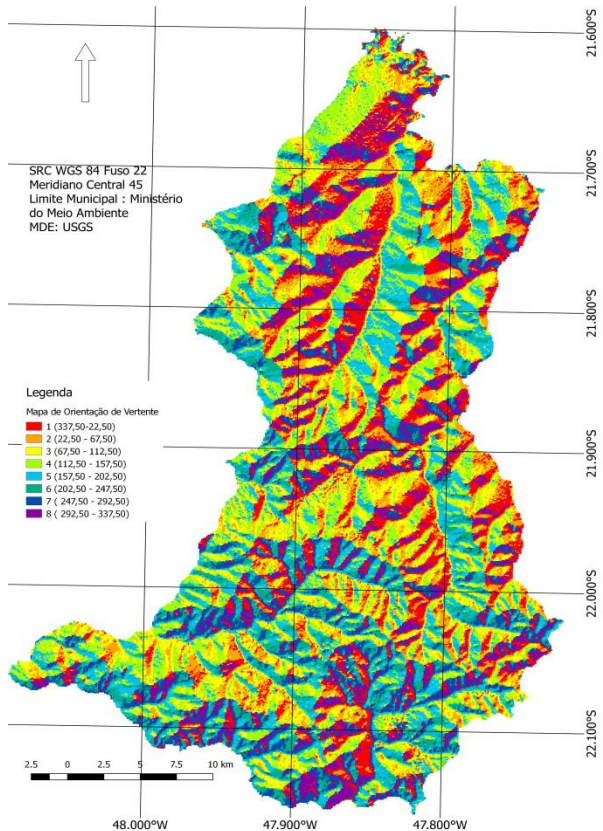 21.600°S
SRC WGS 84 Fuso 22
Meridiano Central 45
Limite Municipal : Ministério
do Meio Ambiente
MDE: USGS
21.700°S
21.800°S
Legenda
Mapa de Orientação de Vertente
1 (337,50-22,50)
2 (22,50 - 67,50)
3 (67,50 - 112,50)
4 (112,50 - 157,50)
5 (157,50 - 202,50)
6 (202,50 - 247,50)
7 (247,50 - 292,50)
8 ( 292,50 - 337,50)
21.900°S
22.000°S
22.100°S
2.5 0 2.5 5 7.5 10 km
48.000°W 47.900°W 47.800°W